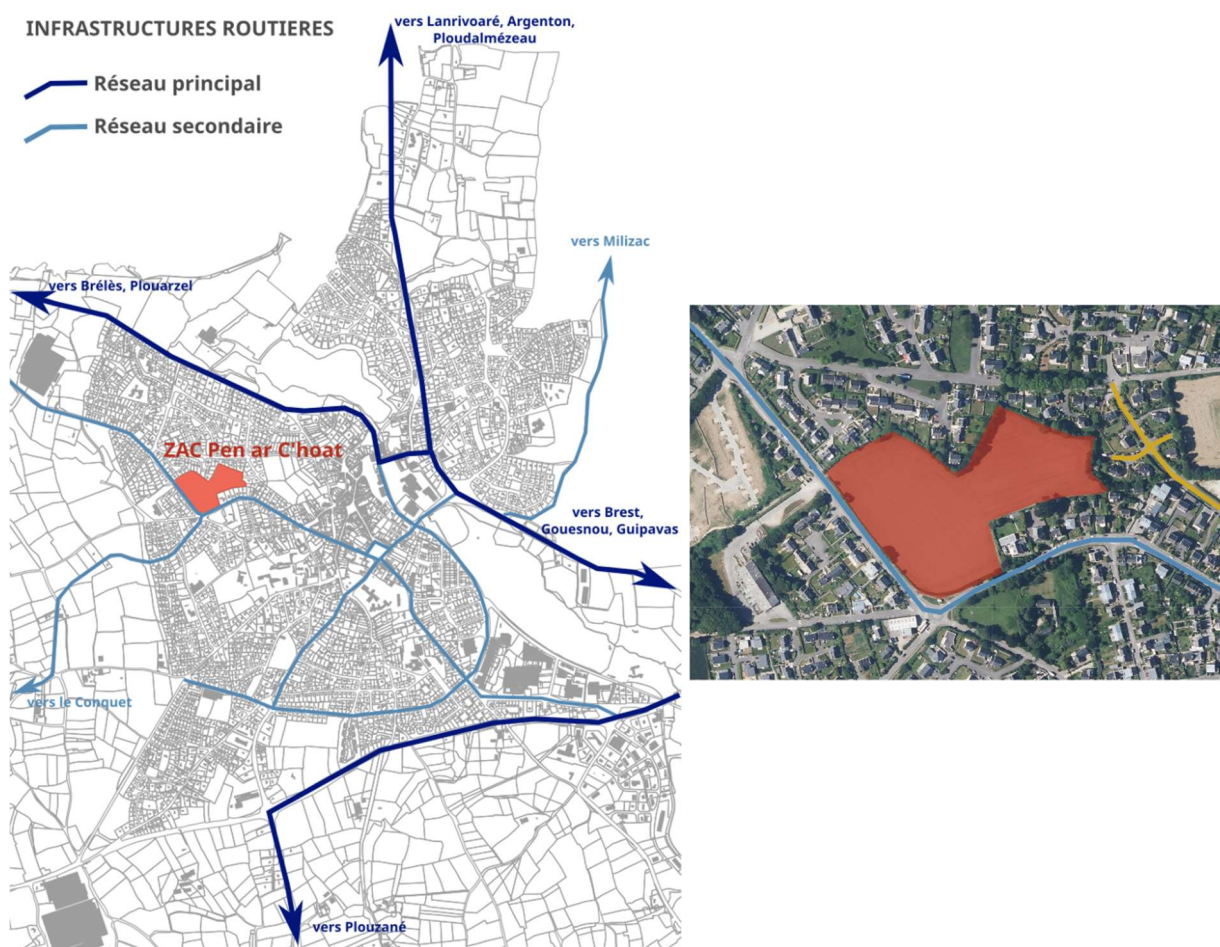 INFRASTRUCTURES ROUTIERES
Réseau principal
Réseau secondaire
vers Lanrivoaré, Argenton,
Ploudalmézeau
vers Milizac
vers Brélès, Plouarzel
ZAC Pen ar C'hoat
vers Brest,
Gouesnou, Guipavas
vers le Conquet
vers Plouzané